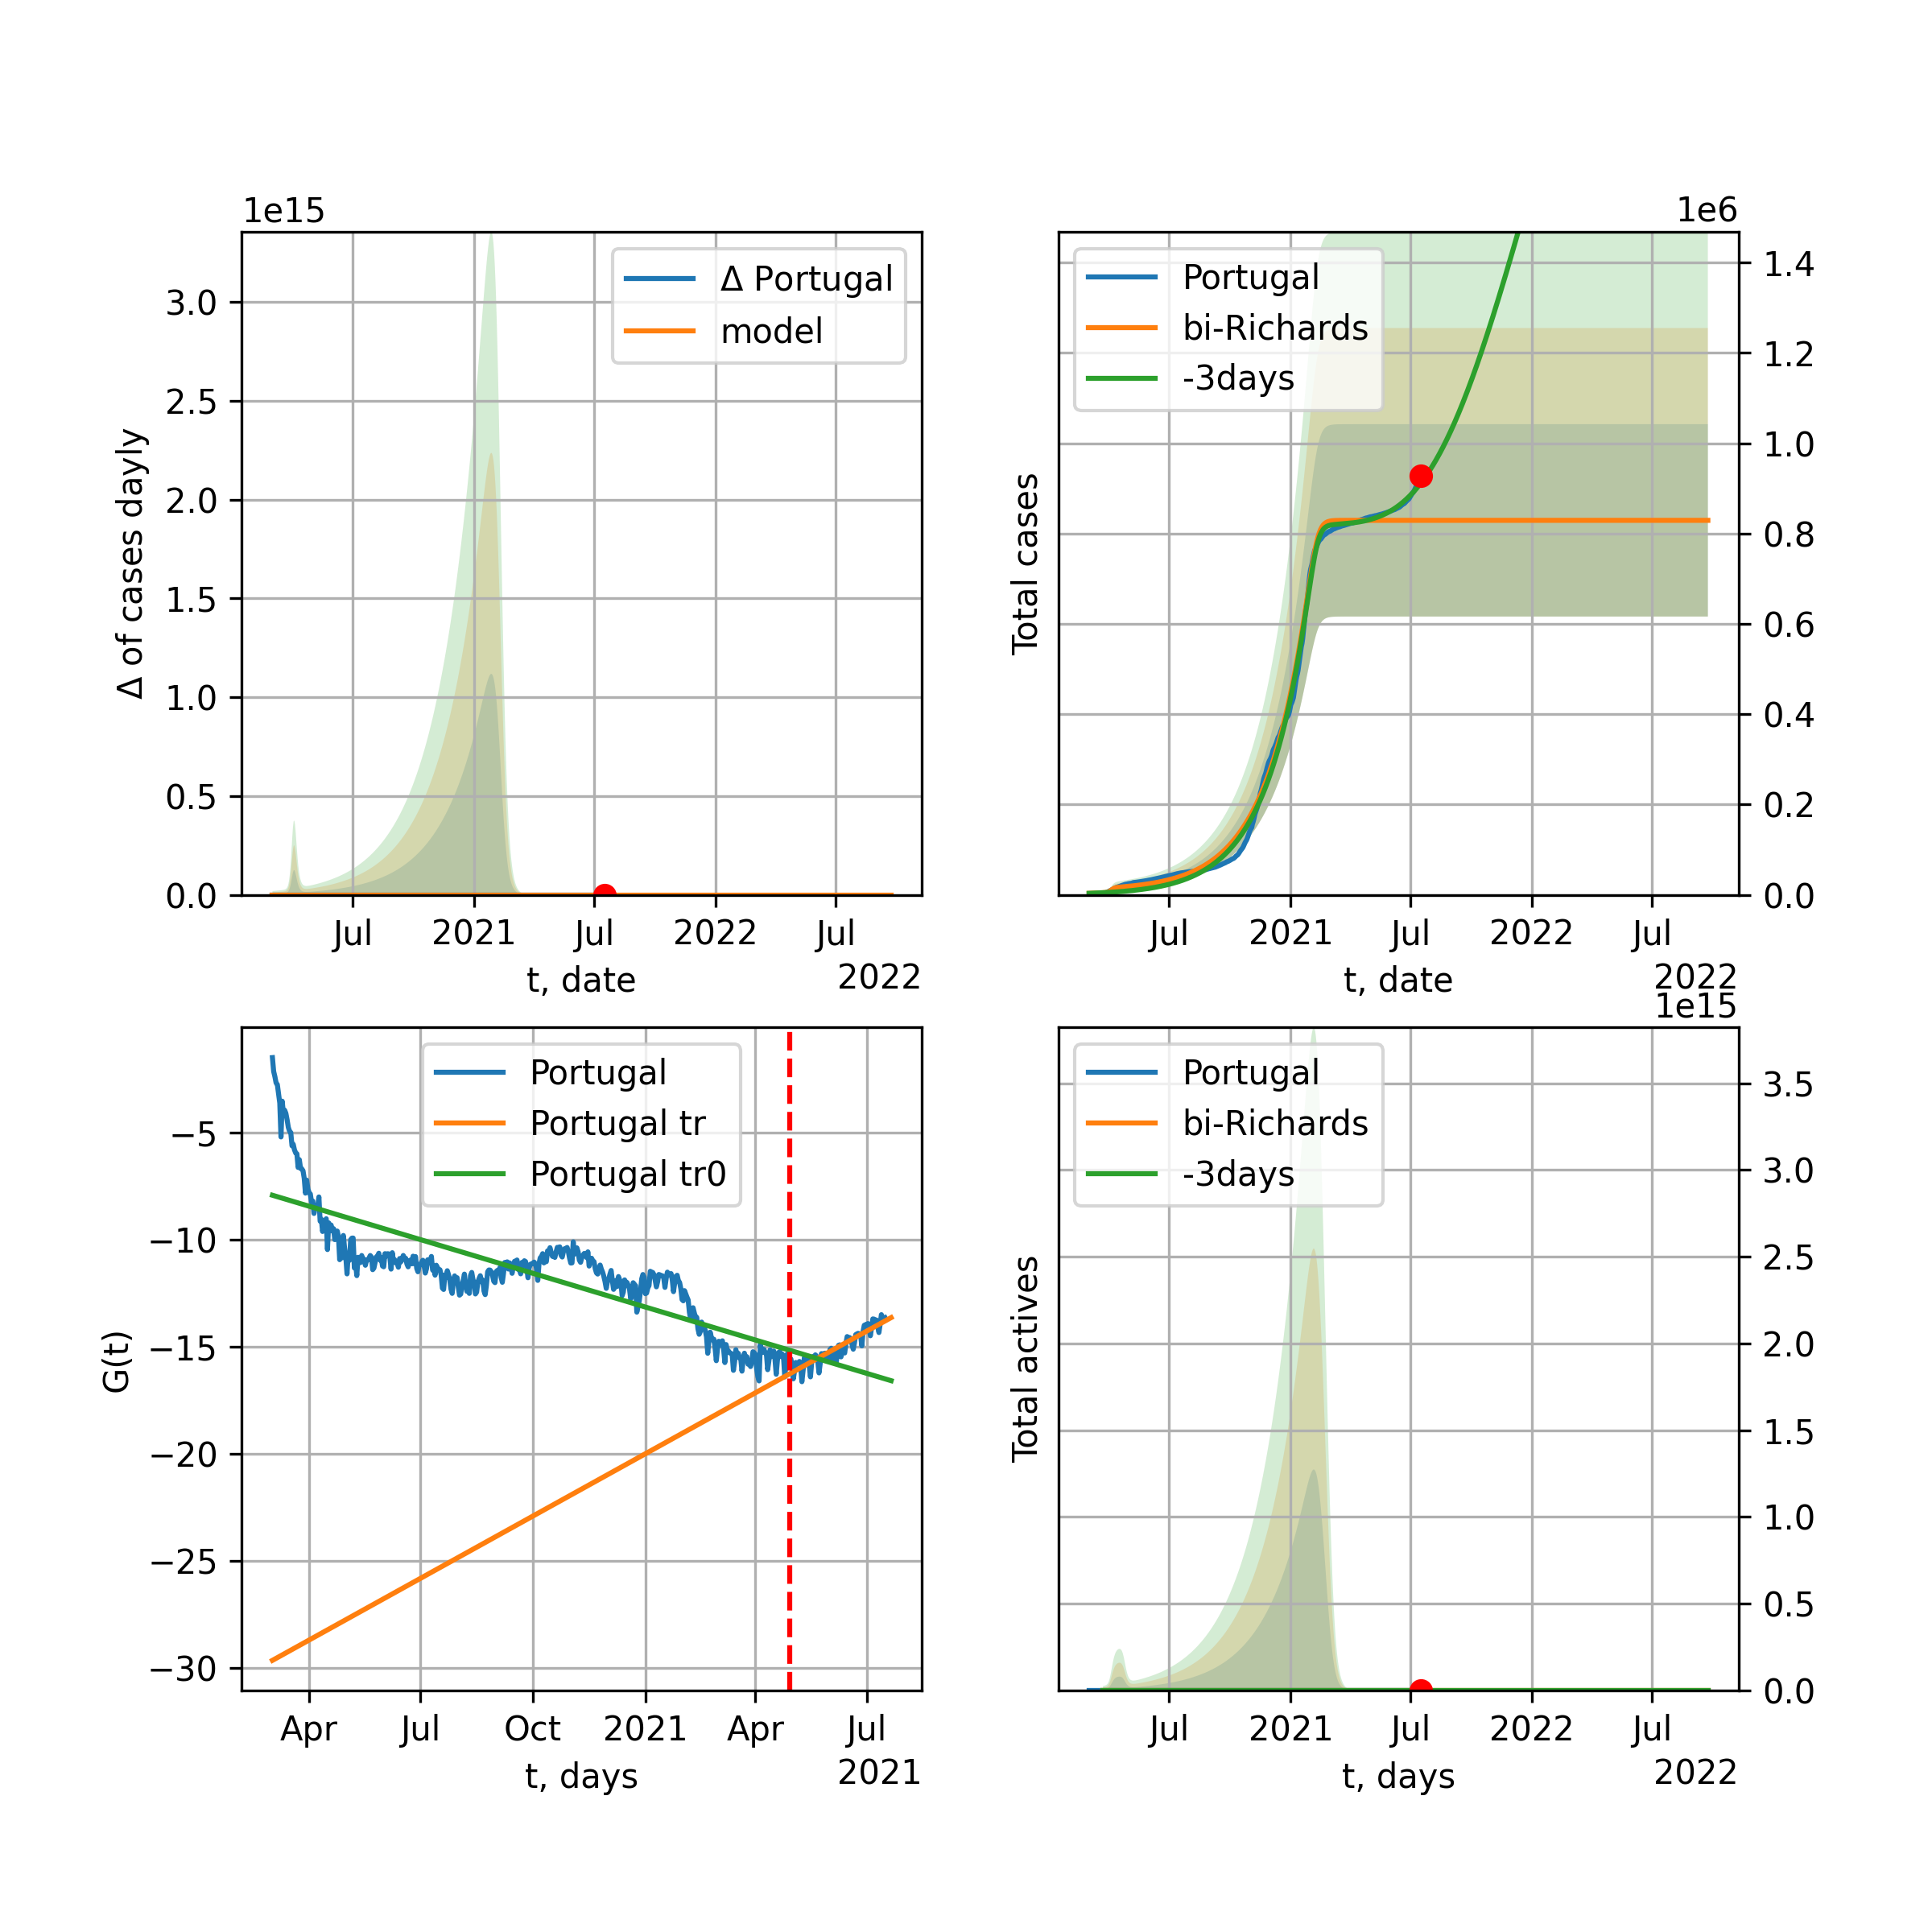 1e15
Δ of cases dayly
3.0
2.5
2.0
1.5
1.0
0.5
0.0
Δ Portugal
model
Jul
2021
Jul
2022
Jul
t, date
2022
1e6
Total cases
Portugal
bi-Richards
-3days
1.4
1.2
1.0
0.8
0.6
0.4
0.2
0.0
Jul
2021
Jul
2022
Jul
t, date
2022
G(t)
−5
−10
−15
−20
−25
−30
Portugal
Portugal tr
Portugal tr0
Apr
Jul
Oct
2021
Apr
Jul
t, days
2021
1e15
Total actives
Portugal
bi-Richards
-3days
3.5
3.0
2.5
2.0
1.5
1.0
0.5
0.0
Jul
2021
Jul
2022
Jul
t, days
2022